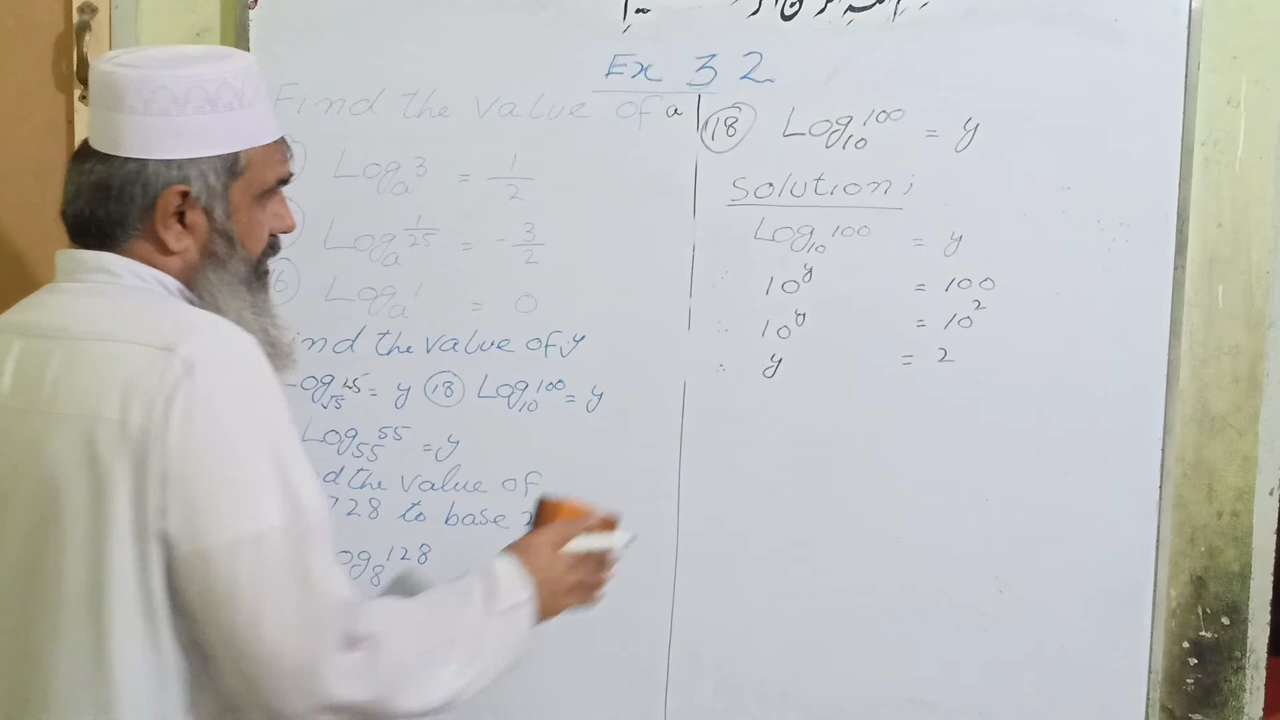 Ex 3 2
Find the value of a
Log_a 3 = 1/2
Log_a 1/25 = - 3/2
Log_a 1 = 0
ind the value of y
Log_√5 = y (18) Log_10 100 = y
Log_55 55 = y
d the value of
728 to base 2
og_8 128
(18) Log_10 100 = y
Solution;
Log_10 100 = y
∴ 10^y = 100
∴ 10^y = 10^2
∴ y = 2